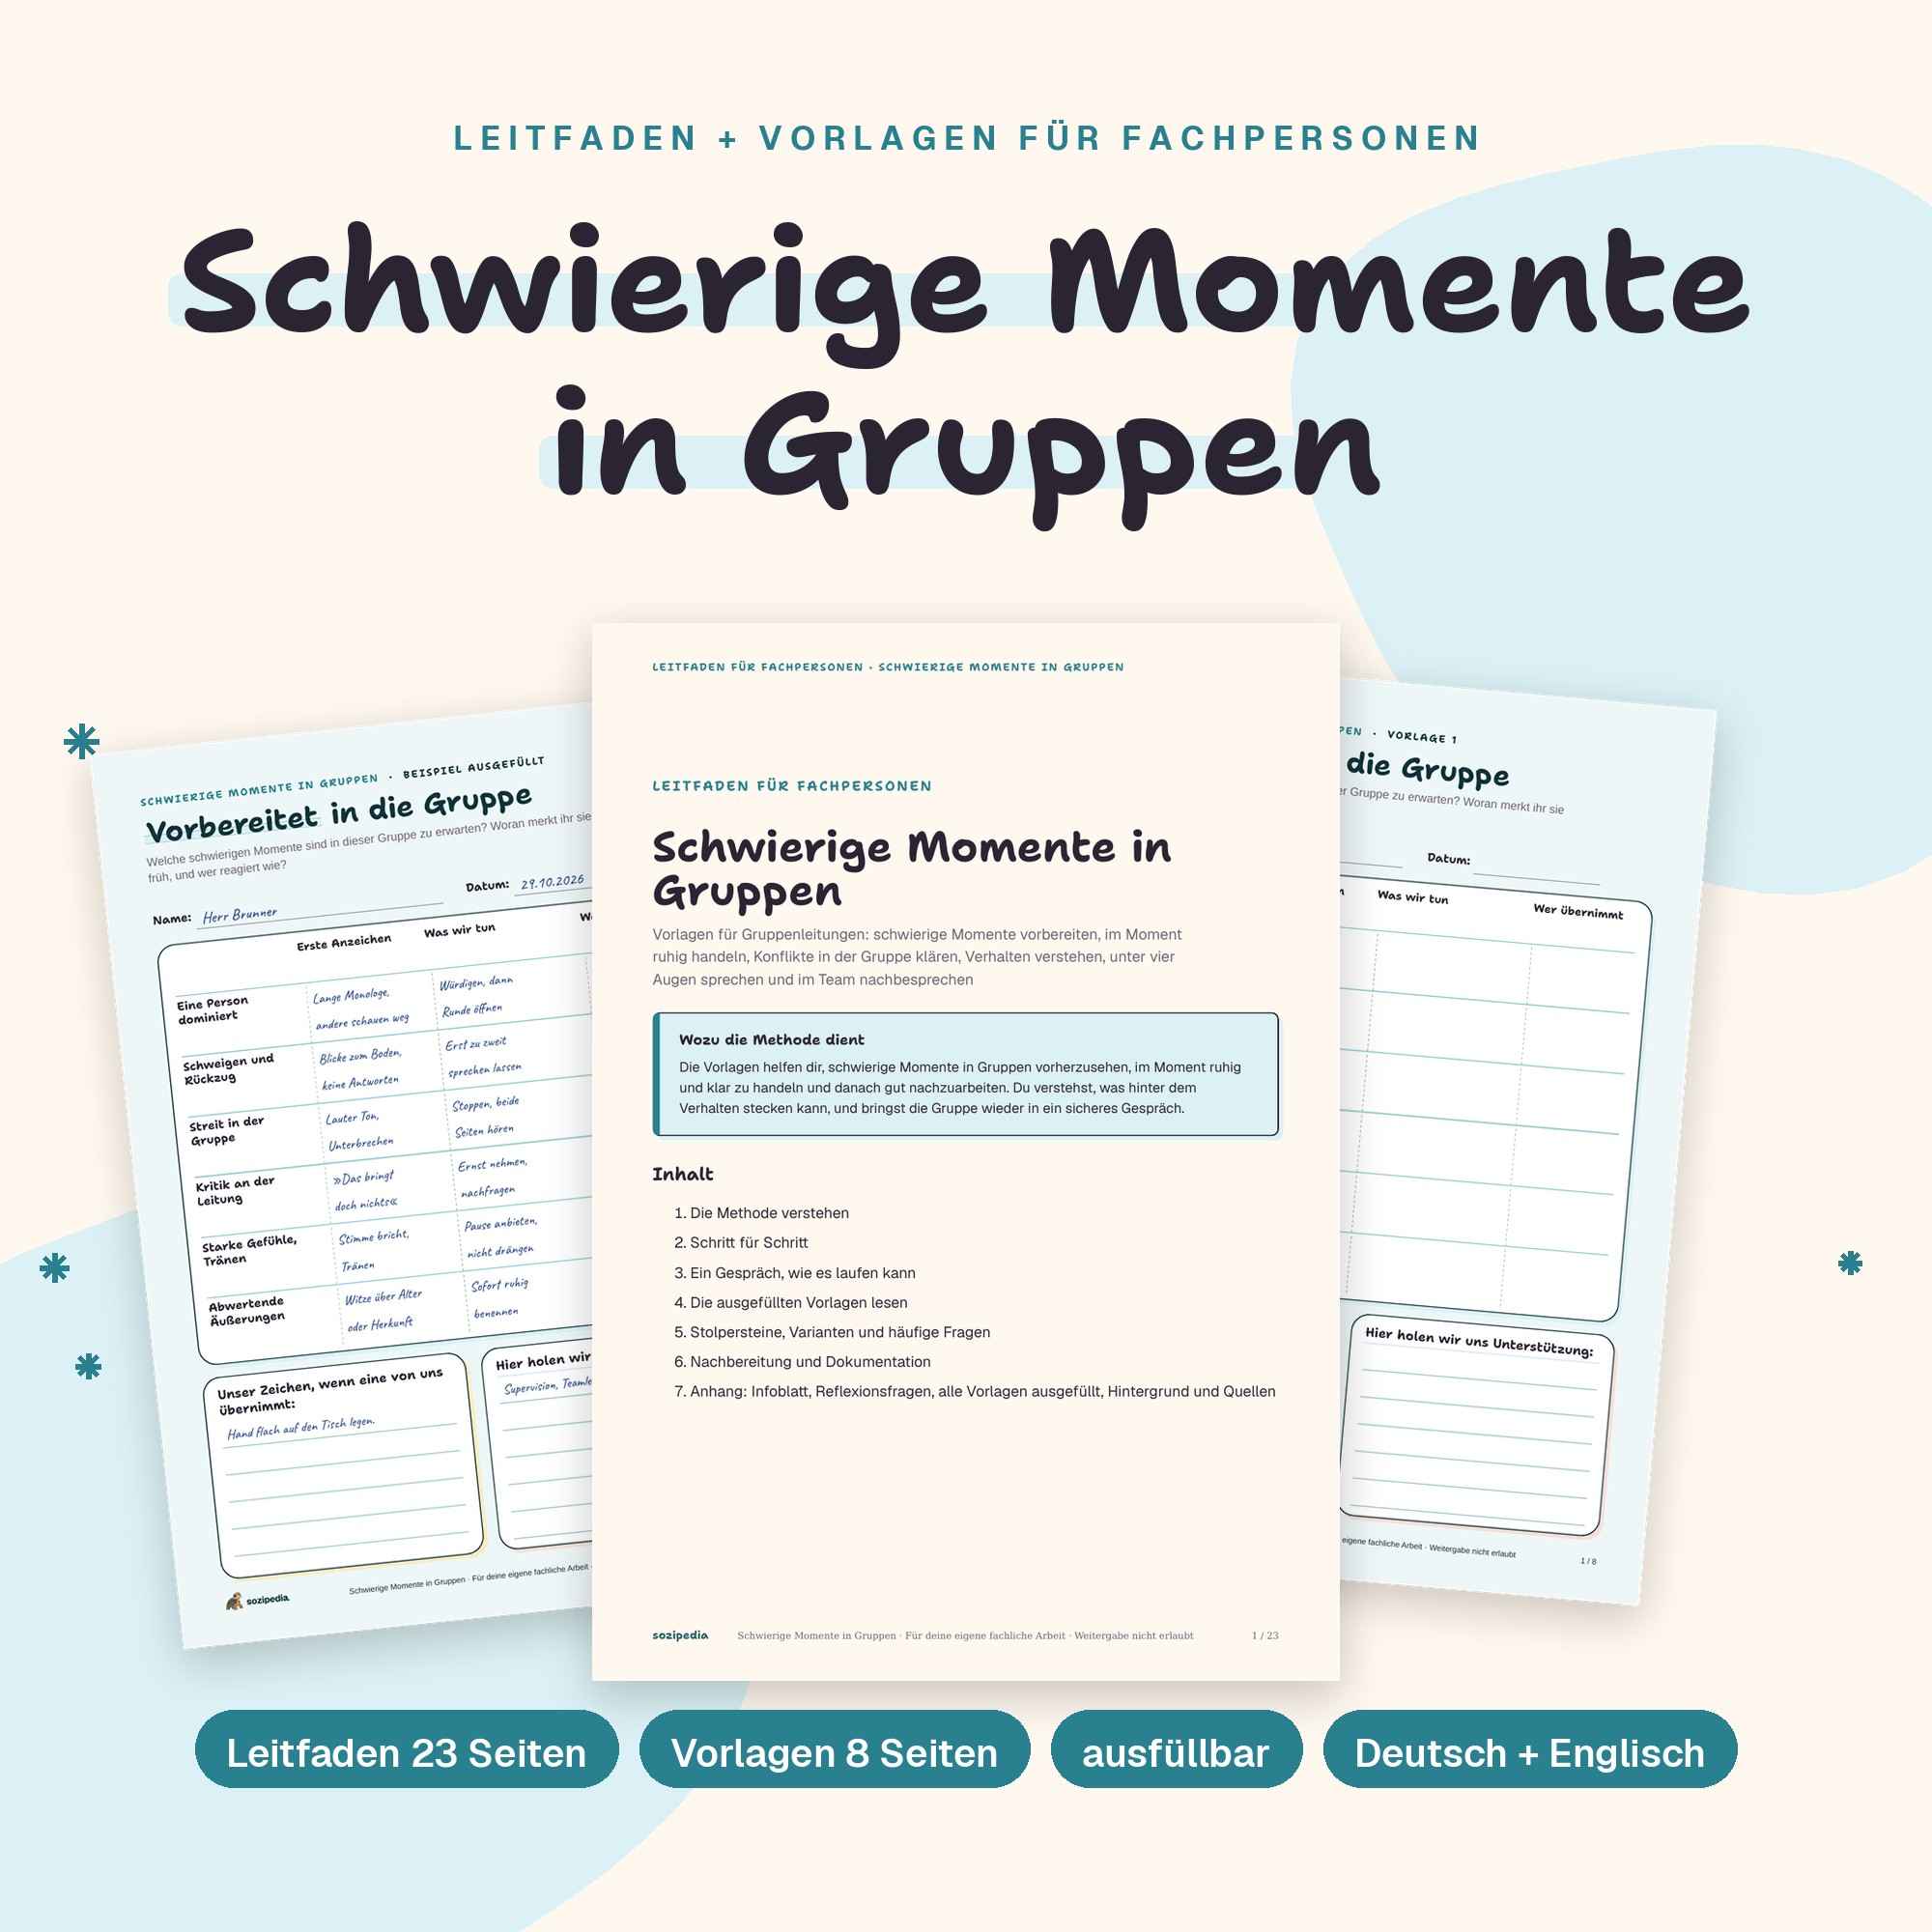 LEITFADEN + VORLAGEN FÜR FACHPERSONEN
Schwierige Momente
in Gruppen
SCHWIERIGE MOMENTE IN GRUPPEN · BEISPIEL AUSGEFÜLLT
Vorbereitet in die Gruppe
Welche schwierigen Momente sind in dieser Gruppe zu erwarten? Woran merkt ihr sie
früh, und wer reagiert wie?
Name: Herr Brunner
Datum: 29.10.2026
Erste Anzeichen
Was wir tun
Eine Person
dominiert
Lange Monologe,
andere schauen weg
Würdigen, dann
Runde öffnen
Schweigen und
Rückzug
Blicke zum Boden,
keine Antworten
Erst zu zweit
sprechen lassen
Streit in der
Gruppe
Lauter Ton,
Unterbrechen
Stoppen, beide
Seiten hören
Kritik an der
Leitung
»Das bringt
doch nichts«
Ernst nehmen,
nachfragen
Starke Gefühle,
Tränen
Stimme bricht,
Tränen
Pause anbieten,
nicht drängen
Abwertende
Äußerungen
Witze über Alter
oder Herkunft
Sofort ruhig
benennen
Unser Zeichen, wenn eine von uns
übernimmt:
Hand flach auf den Tisch legen.
Hier holen wir
Supervision,
sozipedia
Schwierige Momente in Gruppen · Für deine eigene fachliche Arbeit
LEITFADEN FÜR FACHPERSONEN · SCHWIERIGE MOMENTE IN GRUPPEN
LEITFADEN FÜR FACHPERSONEN
Schwierige Momente in
Gruppen
Vorlagen für Gruppenleitungen: schwierige Momente vorbereiten, im Moment
ruhig handeln, Konflikte in der Gruppe klären, Verhalten verstehen, unter vier
Augen sprechen und im Team nachbesprechen
Wozu die Methode dient
Die Vorlagen helfen dir, schwierige Momente in Gruppen vorherzusehen, im Moment ruhig
und klar zu handeln und danach gut nachzuarbeiten. Du verstehst, was hinter dem
Verhalten stecken kann, und bringst die Gruppe wieder in ein sicheres Gespräch.
Inhalt
1. Die Methode verstehen
2. Schritt für Schritt
3. Ein Gespräch, wie es laufen kann
4. Die ausgefüllten Vorlagen lesen
5. Stolpersteine, Varianten und häufige Fragen
6. Nachbereitung und Dokumentation
7. Anhang: Infoblatt, Reflexionsfragen, alle Vorlagen ausgefüllt, Hintergrund und Quellen
sozipedia
Schwierige Momente in Gruppen · Für deine eigene fachliche Arbeit · Weitergabe nicht erlaubt
1 / 23
· VORLAGE 1
die Gruppe
Gruppe zu erwarten? Woran merkt ihr sie
Datum:
Was wir tun
Wer übernimmt
Hier holen wir uns Unterstützung:
eigene fachliche Arbeit · Weitergabe nicht erlaubt
1 / 8
Leitfaden 23 Seiten
Vorlagen 8 Seiten
ausfüllbar
Deutsch + Englisch